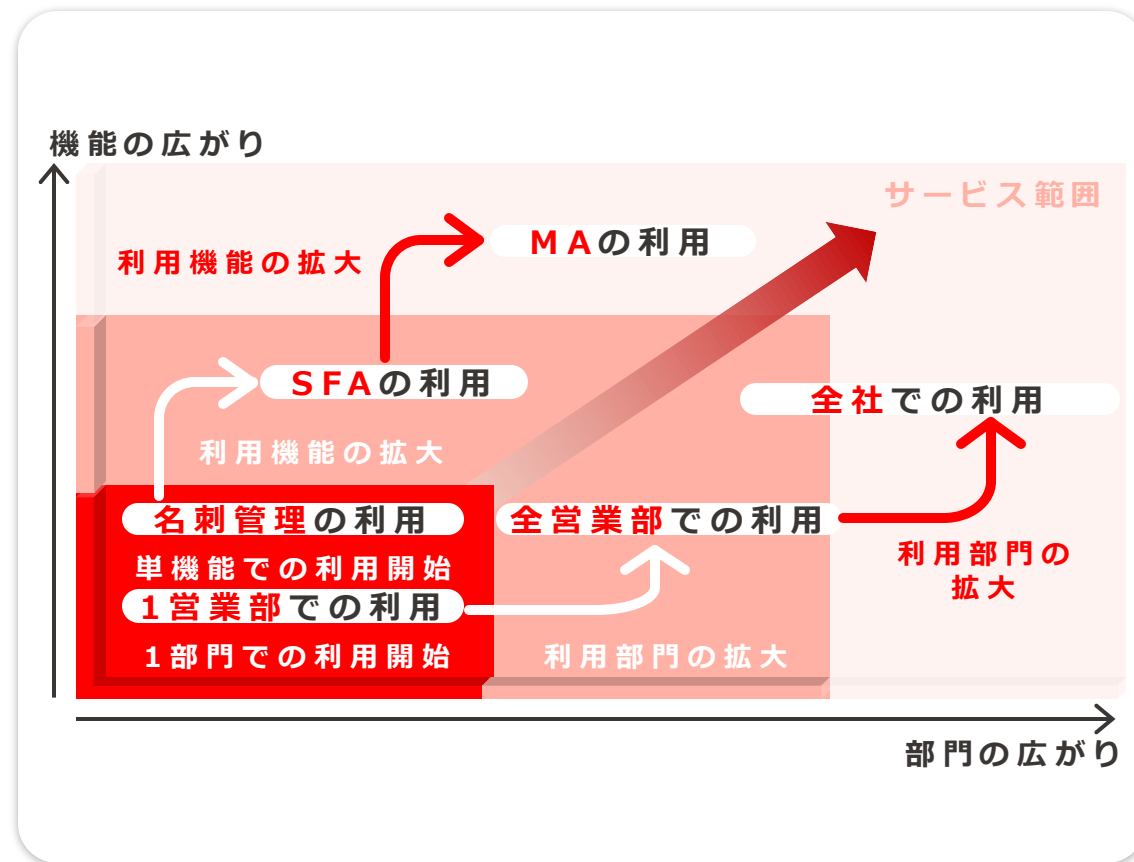 機能の広がり
サービス範囲
MAの利用
利用機能の拡大
SFAの利用
全社での利用
利用機能の拡大
名刺管理の利用
全営業部での利用
単機能での利用開始
利用部門の
拡大
1営業部での利用
1部門での利用開始
利用部門の拡大
部門の広がり